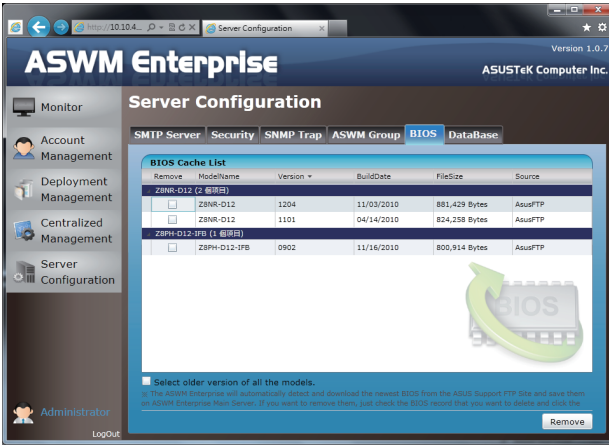 http://10.10.4...
Server Configuration
ASWM Enterprise
Version 1.0.7
ASUSTeK Computer Inc.
Monitor
Account Management
Deployment Management
Centralized Management
Server Configuration
Administrator
LogOut
Server Configuration
SMTP Server Security SNMP Trap ASWM Group BIOS DataBase
BIOS Cache List
Remove ModelName Version BuildDate FileSize Source
Z8NR-D12 (2 個項目)
Z8NR-D12 1204 11/03/2010 881,429 Bytes AsusFTP
Z8NR-D12 1101 04/14/2010 824,258 Bytes AsusFTP
Z8PH-D12-IFB (1 個項目)
Z8PH-D12-IFB 0902 11/16/2010 800,914 Bytes AsusFTP
BIOS
Select older version of all the models.
The ASWM Enterprise will automatically detect and download the newest BIOS from the ASUS Support FTP Site and save them
on ASWM Enterprise Main Server. If you want to remove them, just check the BIOS record that you want to delete and click the
Remove